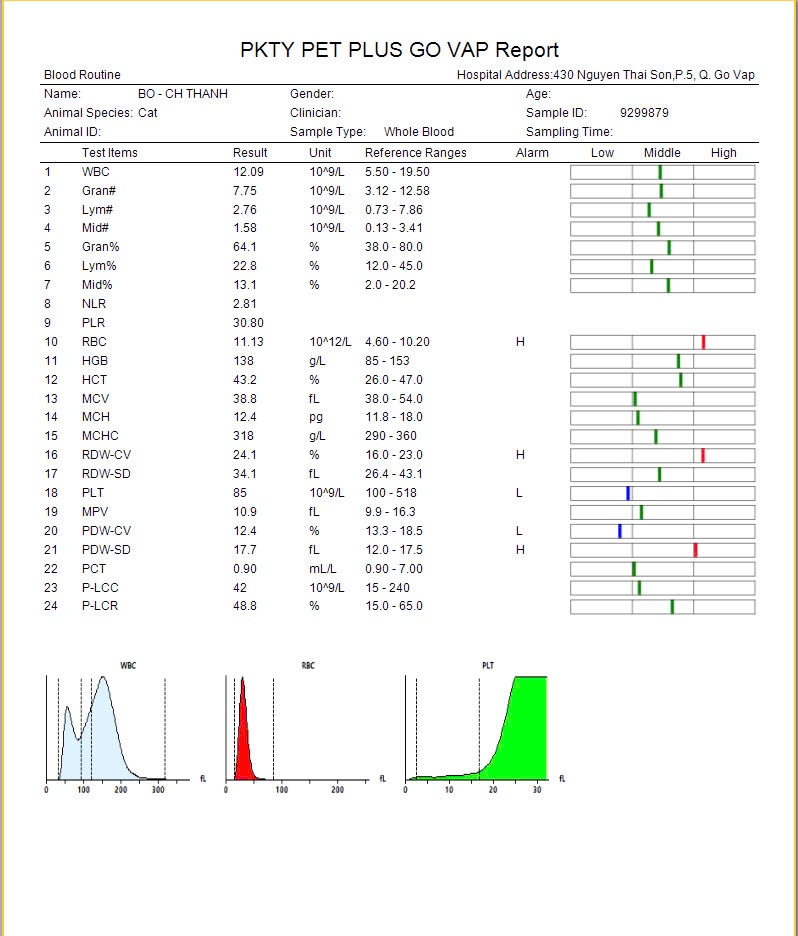 PKTY PET PLUS GO VAP Report
Blood Routine Hospital Address:430 Nguyen Thai Son,P.5, Q. Go Vap
Name: BO - CH THANH Gender: Age:
Animal Species: Cat Clinician: Sample ID: 9299879
Animal ID: Sample Type: Whole Blood Sampling Time:
Test Items Result Unit Reference Ranges Alarm Low Middle High
1 WBC 12.09 10^9/L 5.50 - 19.50
2 Gran# 7.75 10^9/L 3.12 - 12.58
3 Lym# 2.76 10^9/L 0.73 - 7.86
4 Mid# 1.58 10^9/L 0.13 - 3.41
5 Gran% 64.1 % 38.0 - 80.0
6 Lym% 22.8 % 12.0 - 45.0
7 Mid% 13.1 % 2.0 - 20.2
8 NLR 2.81
9 PLR 30.80
10 RBC 11.13 10^12/L 4.60 - 10.20 H
11 HGB 138 g/L 85 - 153
12 HCT 43.2 % 26.0 - 47.0
13 MCV 38.8 fL 38.0 - 54.0
14 MCH 12.4 pg 11.8 - 18.0
15 MCHC 318 g/L 290 - 360
16 RDW-CV 24.1 % 16.0 - 23.0 H
17 RDW-SD 34.1 fL 26.4 - 43.1
18 PLT 85 10^9/L 100 - 518 L
19 MPV 10.9 fL 9.9 - 16.3
20 PDW-CV 12.4 % 13.3 - 18.5 L
21 PDW-SD 17.7 fL 12.0 - 17.5 H
22 PCT 0.90 mL/L 0.90 - 7.00
23 P-LCC 42 10^9/L 15 - 240
24 P-LCR 48.8 % 15.0 - 65.0
WBC RBC PLT
0 100 200 300 fL 0 100 200 fL 0 10 20 30 fL